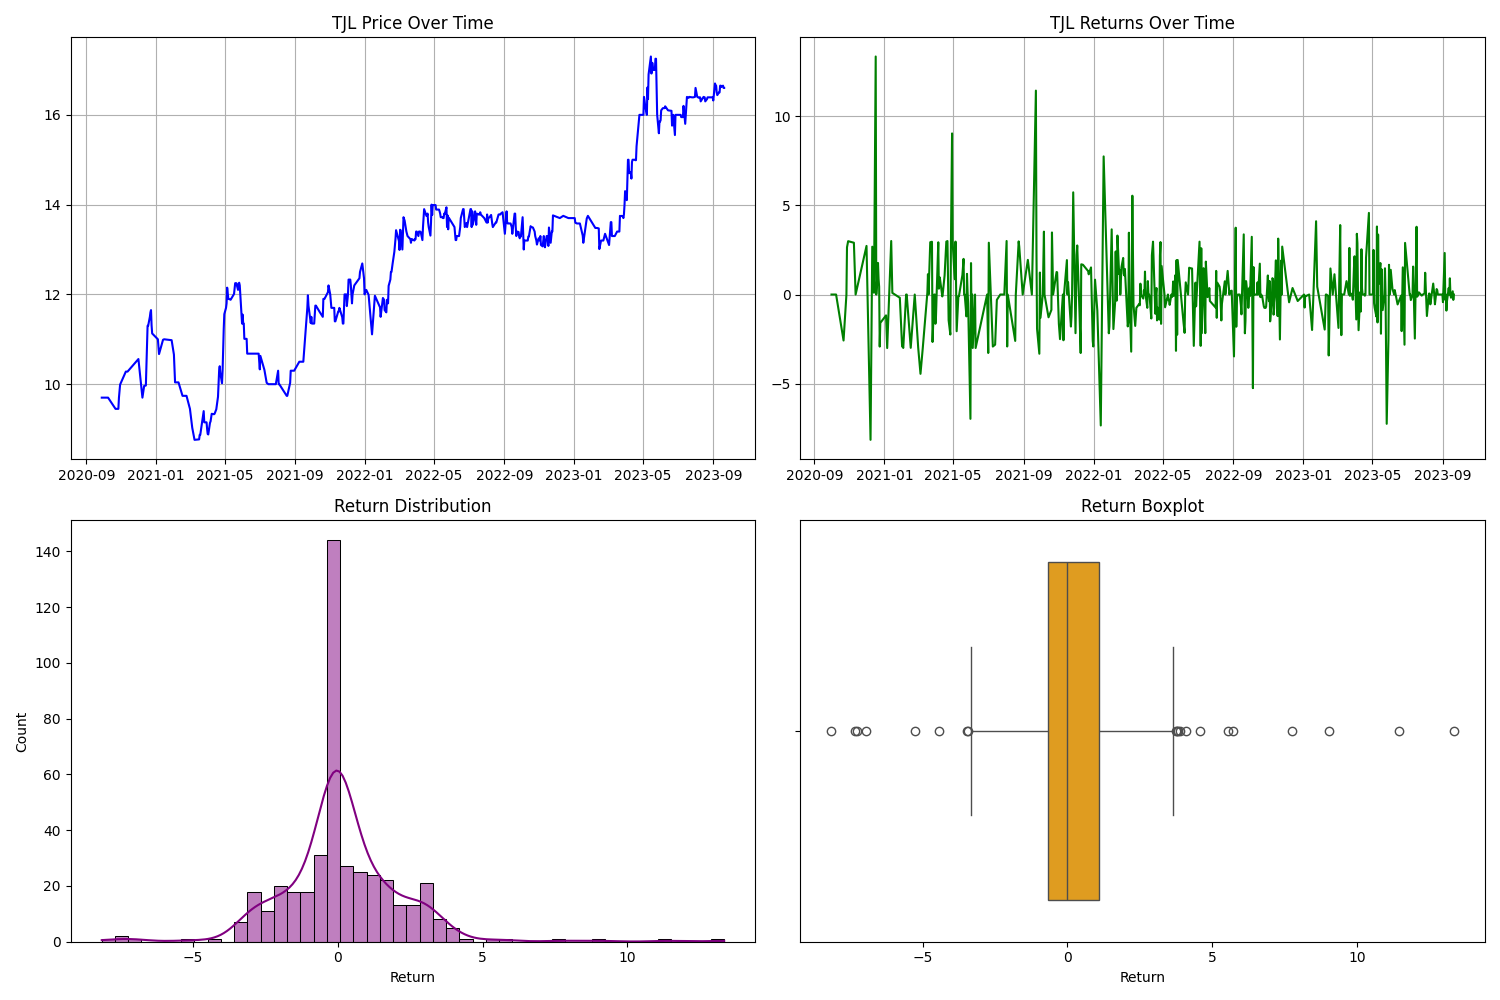 TJL Price Over Time
16
14
12
10
2020-09 2021-01 2021-05 2021-09 2022-01 2022-05 2022-09 2023-01 2023-05 2023-09
TJL Returns Over Time
10
5
0
−5
2020-09 2021-01 2021-05 2021-09 2022-01 2022-05 2022-09 2023-01 2023-05 2023-09
Return Distribution
Count
140
120
100
80
60
40
20
0
−5 0 5 10
Return
Return Boxplot
−5 0 5 10
Return